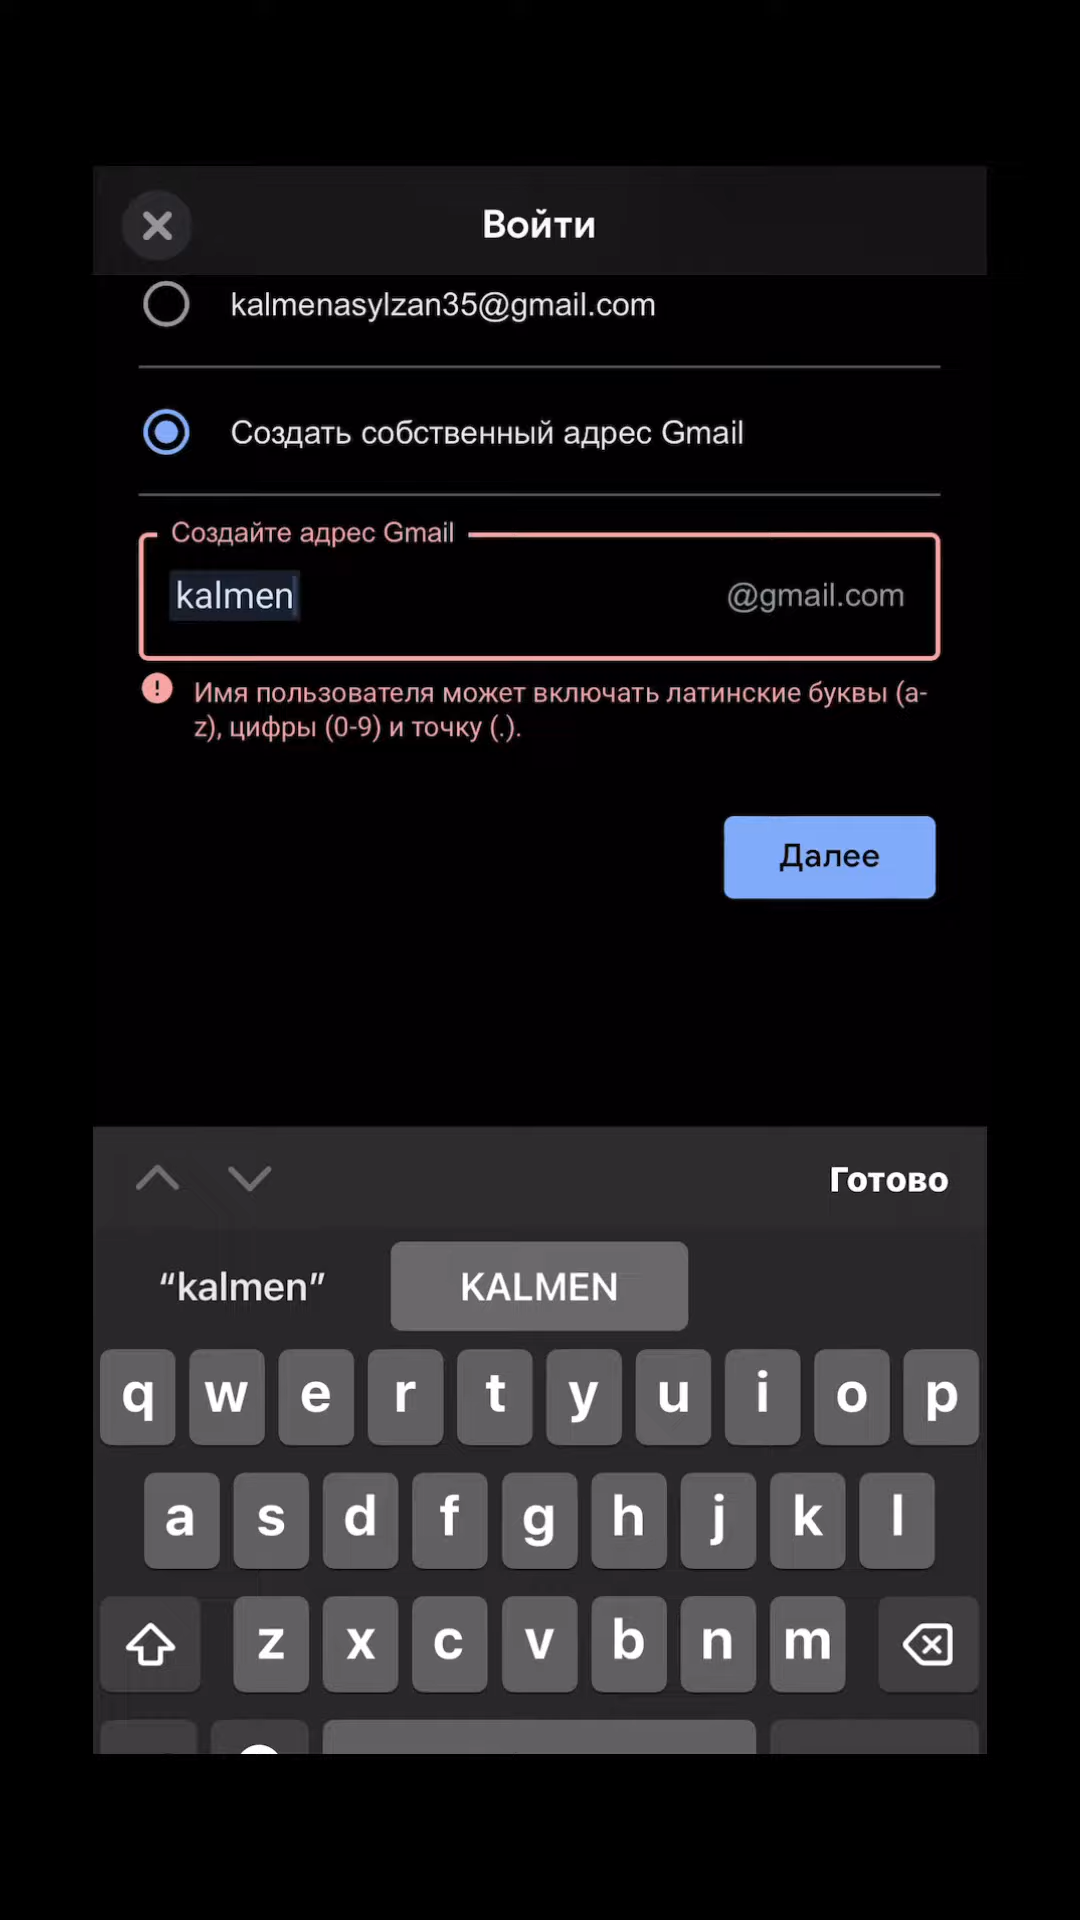 Войти
kalmenasylzan35@gmail.com
Создать собственный адрес Gmail
Создайте адрес Gmail
kalmen @gmail.com
! Имя пользователя может включать латинские буквы (a-
z), цифры (0-9) и точку (.).
Далее
Готово
“kalmen” KALMEN
q w e r t y u i o p
a s d f g h j k l
z x c v b n m